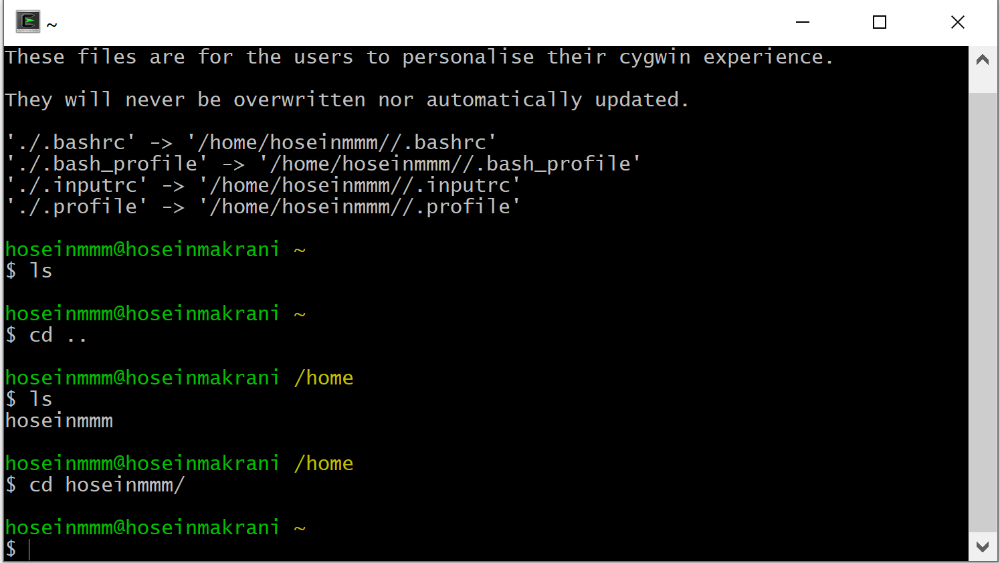 ~
These files are for the users to personalise their cygwin experience.
They will never be overwritten nor automatically updated.
'./.bashrc' -> '/home/hoseinmmm//.bashrc'
'./.bash_profile' -> '/home/hoseinmmm//.bash_profile'
'./.inputrc' -> '/home/hoseinmmm//.inputrc'
'./.profile' -> '/home/hoseinmmm//.profile'
hoseinmmm@hoseinmakrani ~
$ ls
hoseinmmm@hoseinmakrani ~
$ cd ..
hoseinmmm@hoseinmakrani /home
$ ls
hoseinmmm
hoseinmmm@hoseinmakrani /home
$ cd hoseinmmm/
hoseinmmm@hoseinmakrani ~
$